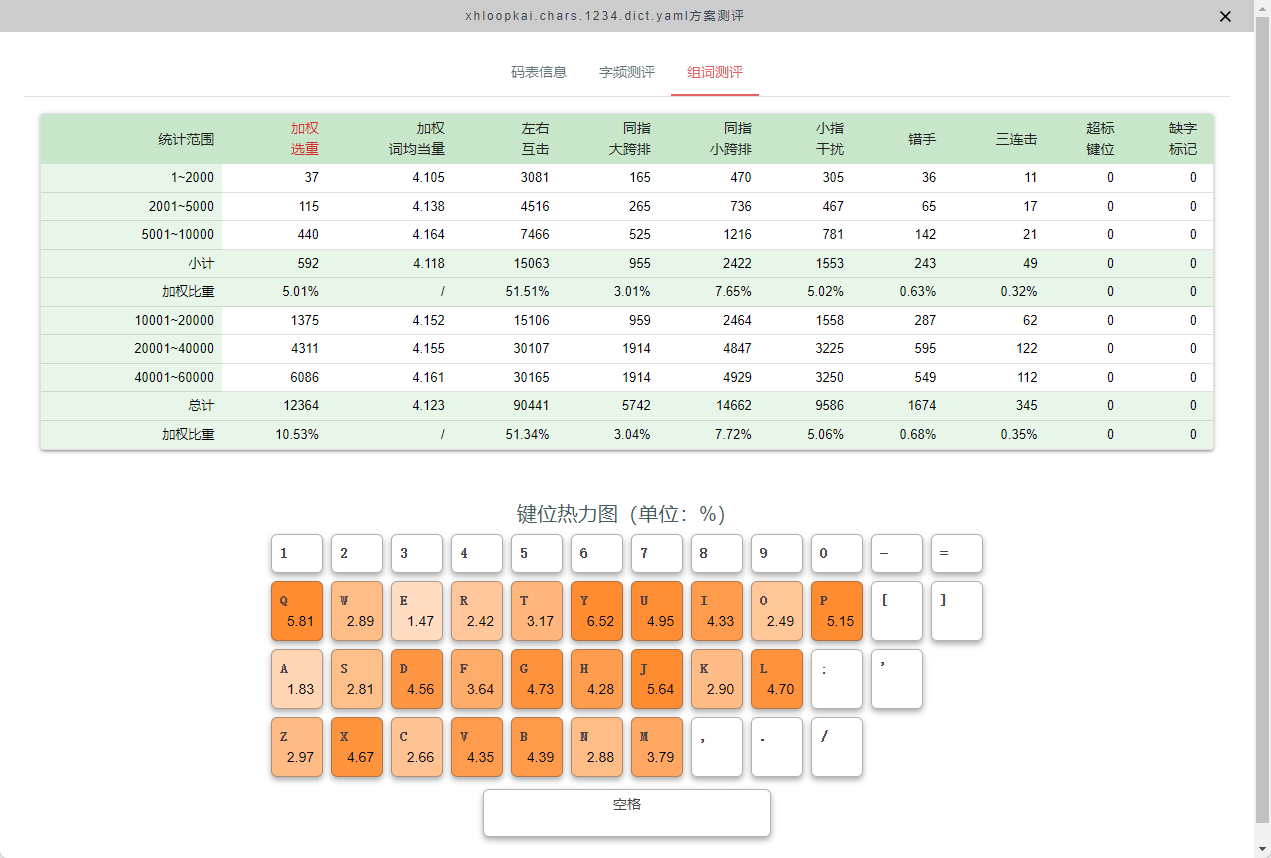 xhloopkai.chars.1234.dict.yaml方案测评
码表信息 字频测评 组词测评
统计范围 加权选重 加权词均当量 左右互击 同指大跨排 同指小跨排 小指干扰 错手 三连击 超标键位 缺字标记
1~2000 37 4.105 3081 165 470 305 36 11 0 0
2001~5000 115 4.138 4516 265 736 467 65 17 0 0
5001~10000 440 4.164 7466 525 1216 781 142 21 0 0
小计 592 4.118 15063 955 2422 1553 243 49 0 0
加权比重 5.01% / 51.51% 3.01% 7.65% 5.02% 0.63% 0.32% 0 0
10001~20000 1375 4.152 15106 959 2464 1558 287 62 0 0
20001~40000 4311 4.155 30107 1914 4847 3225 595 122 0 0
40001~60000 6086 4.161 30165 1914 4929 3250 549 112 0 0
总计 12364 4.123 90441 5742 14662 9586 1674 345 0 0
加权比重 10.53% / 51.34% 3.04% 7.72% 5.06% 0.68% 0.35% 0 0
键位热力图（单位：％）
1 2 3 4 5 6 7 8 9 0 - =
Q W E R T Y U I O P [ ]
5.81 2.89 1.47 2.42 3.17 6.52 4.95 4.33 2.49 5.15
A S D F G H J K L : '
1.83 2.81 4.56 3.64 4.73 4.28 5.64 2.90 4.70
Z X C V B N M , . /
2.97 4.67 2.66 4.35 4.39 2.88 3.79
空格